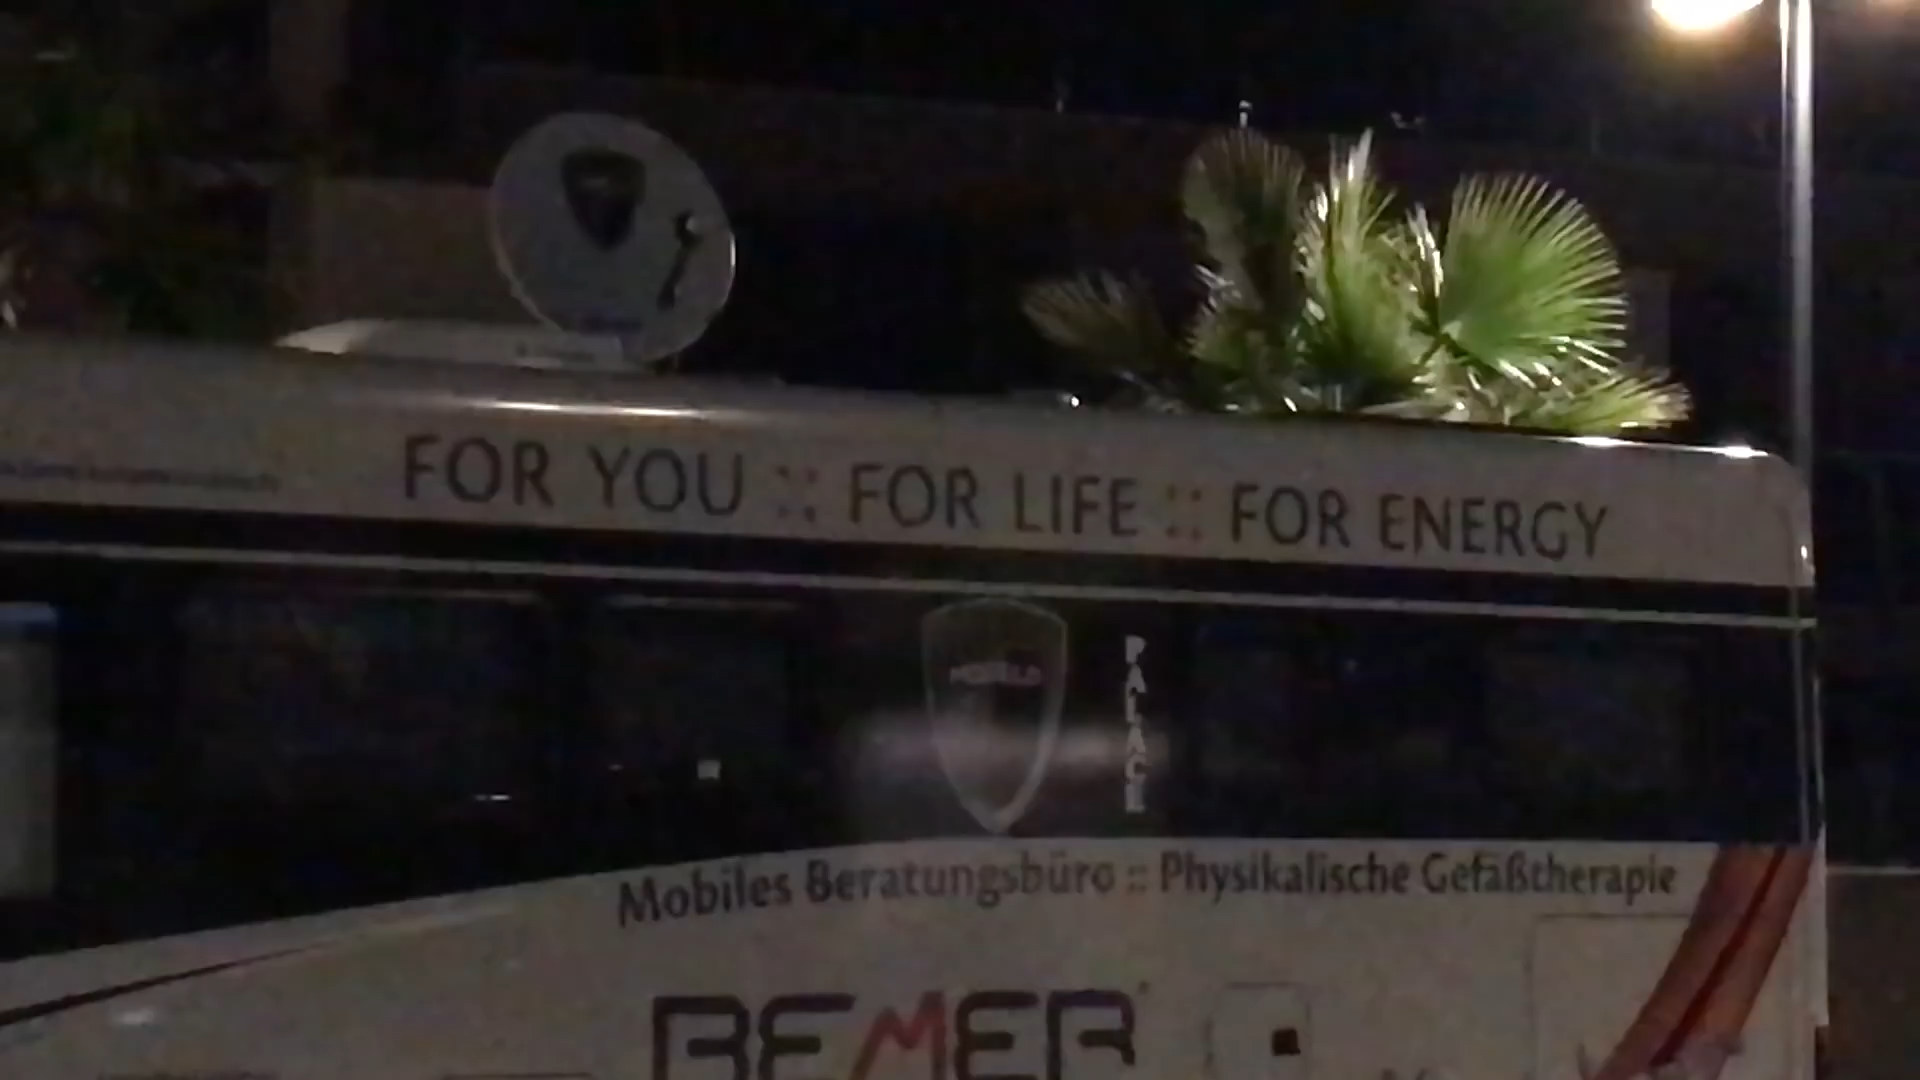 FOR YOU :: FOR LIFE :: FOR ENERGY
PALACE
Mobiles Beratungsbüro :: Physikalische Gefäßtherapie
BEMER